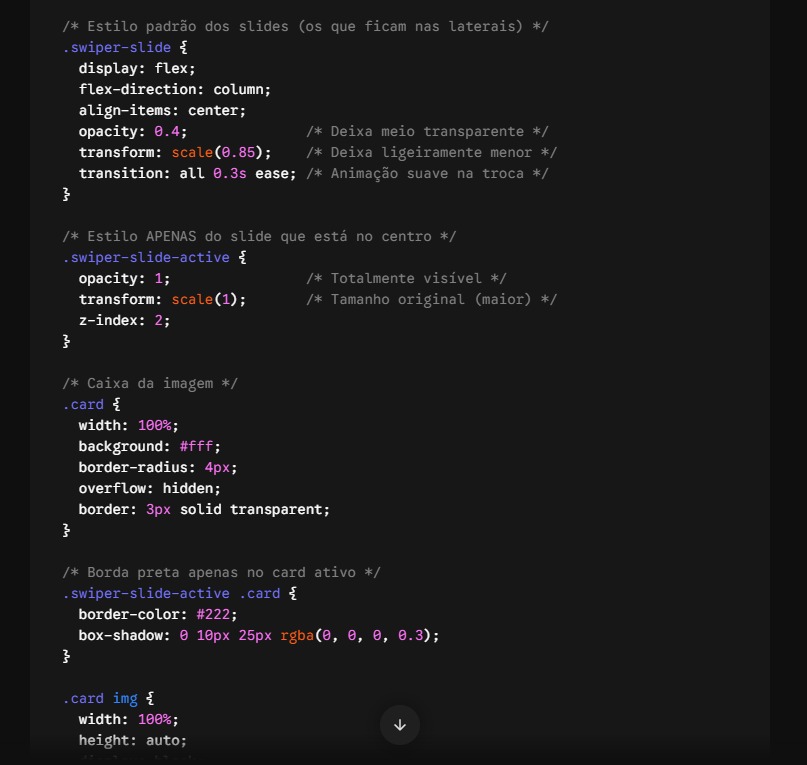 /* Estilo padrão dos slides (os que ficam nas laterais) */
.swiper-slide {
  display: flex;
  flex-direction: column;
  align-items: center;
  opacity: 0.4;              /* Deixa meio transparente */
  transform: scale(0.85);    /* Deixa ligeiramente menor */
  transition: all 0.3s ease; /* Animação suave na troca */
}

/* Estilo APENAS do slide que está no centro */
.swiper-slide-active {
  opacity: 1;                /* Totalmente visível */
  transform: scale(1);       /* Tamanho original (maior) */
  z-index: 2;
}

/* Caixa da imagem */
.card {
  width: 100%;
  background: #fff;
  border-radius: 4px;
  overflow: hidden;
  border: 3px solid transparent;
}

/* Borda preta apenas no card ativo */
.swiper-slide-active .card {
  border-color: #222;
  box-shadow: 0 10px 25px rgba(0, 0, 0, 0.3);
}

.card img {
  width: 100%;
  height: auto;